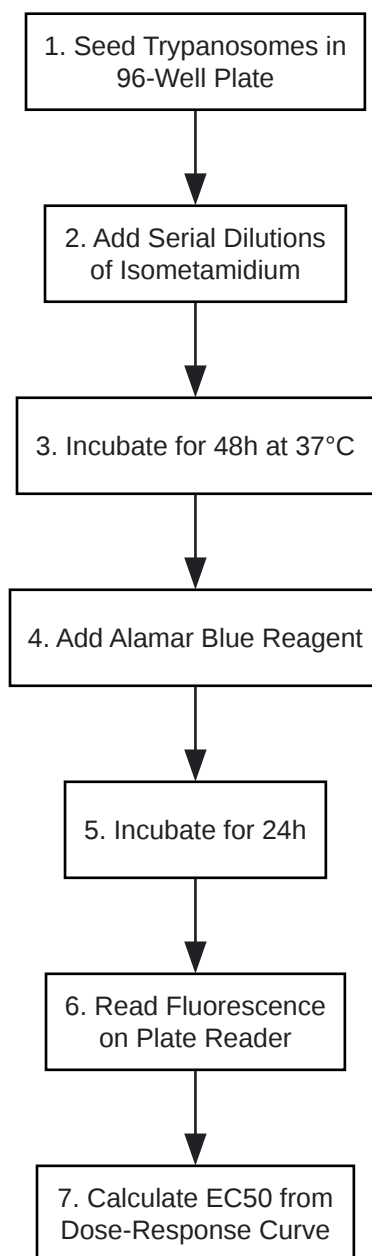 1. Seed Trypanosomes in
96-Well Plate
2. Add Serial Dilutions
of Isometamidium
3. Incubate for 48h at 37°C
4. Add Alamar Blue Reagent
5. Incubate for 24h
6. Read Fluorescence
on Plate Reader
7. Calculate EC50 from
Dose-Response Curve